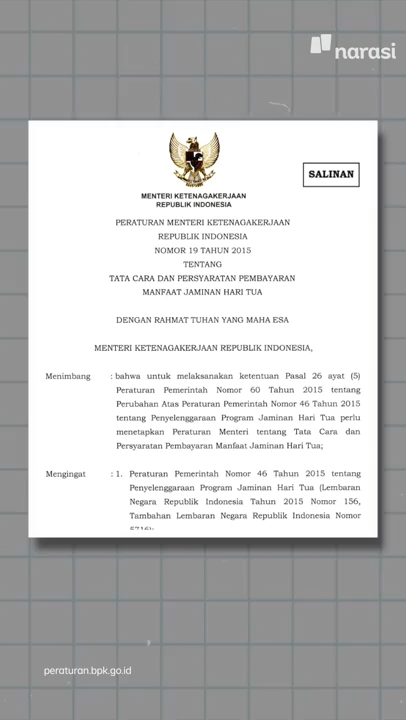 narasi
SALINAN
MENTERI KETENAGAKERJAAN
REPUBLIK INDONESIA
PERATURAN MENTERI KETENAGAKERJAAN
REPUBLIK INDONESIA
NOMOR 19 TAHUN 2015
TENTANG
TATA CARA DAN PERSYARATAN PEMBAYARAN
MANFAAT JAMINAN HARI TUA
DENGAN RAHMAT TUHAN YANG MAHA ESA
MENTERI KETENAGAKERJAAN REPUBLIK INDONESIA,
Menimbang : bahwa untuk melaksanakan ketentuan Pasal 26 ayat (5)
Peraturan Pemerintah Nomor 60 Tahun 2015 tentang
Perubahan Atas Peraturan Pemerintah Nomor 46 Tahun 2015
tentang Penyelenggaraan Program Jaminan Hari Tua perlu
menetapkan Peraturan Menteri tentang Tata Cara dan
Persyaratan Pembayaran Manfaat Jaminan Hari Tua;
Mengingat : 1. Peraturan Pemerintah Nomor 46 Tahun 2015 tentang
Penyelenggaraan Program Jaminan Hari Tua (Lembaran
Negara Republik Indonesia Tahun 2015 Nomor 156,
Tambahan Lembaran Negara Republik Indonesia Nomor
5716);
peraturan.bpk.go.id